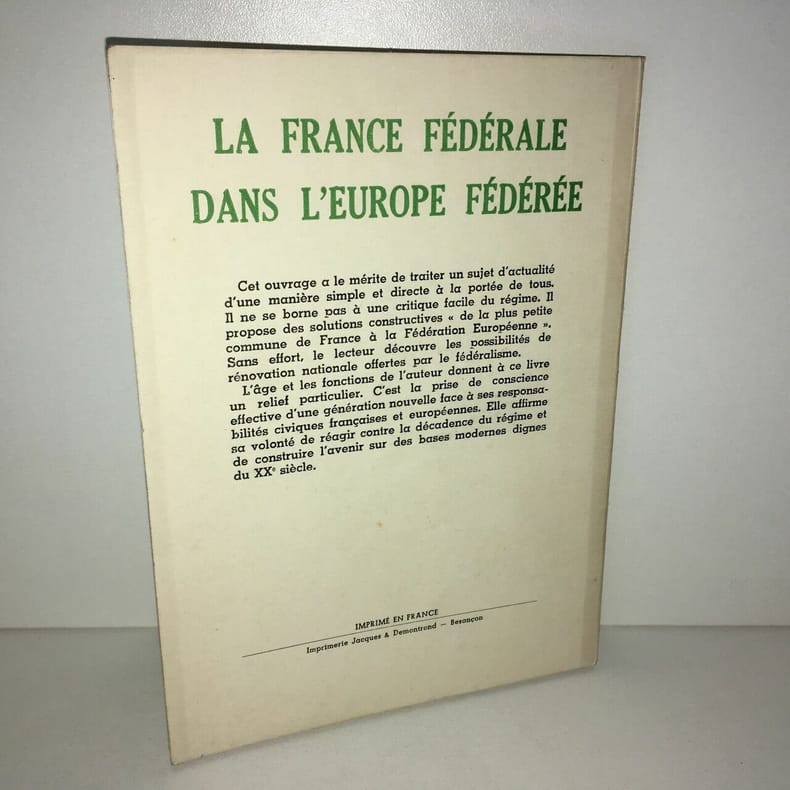 LA FRANCE FÉDÉRALE
DANS L'EUROPE FÉDÉRÉE
Cet ouvrage a le mérite de traiter un sujet d'actualité
d'une manière simple et directe à la portée de tous.
Il ne se borne pas à une critique facile du régime. Il
propose des solutions constructives « de la plus petite
commune de France à la Fédération Européenne ».
Sans effort, le lecteur découvre les possibilités de
rénovation nationale offertes par le fédéralisme.
L'âge et les fonctions de l'auteur donnent à ce livre
un relief particulier. C'est la prise de conscience
effective d'une génération nouvelle face à ses responsa-
bilités civiques françaises et européennes. Elle affirme
sa volonté de réagir contre la décadence du régime et
de construire l'avenir sur des bases modernes dignes
du XXe siècle.
IMPRIMÉ EN FRANCE
Imprimerie Jacques & Demontrond — Besançon